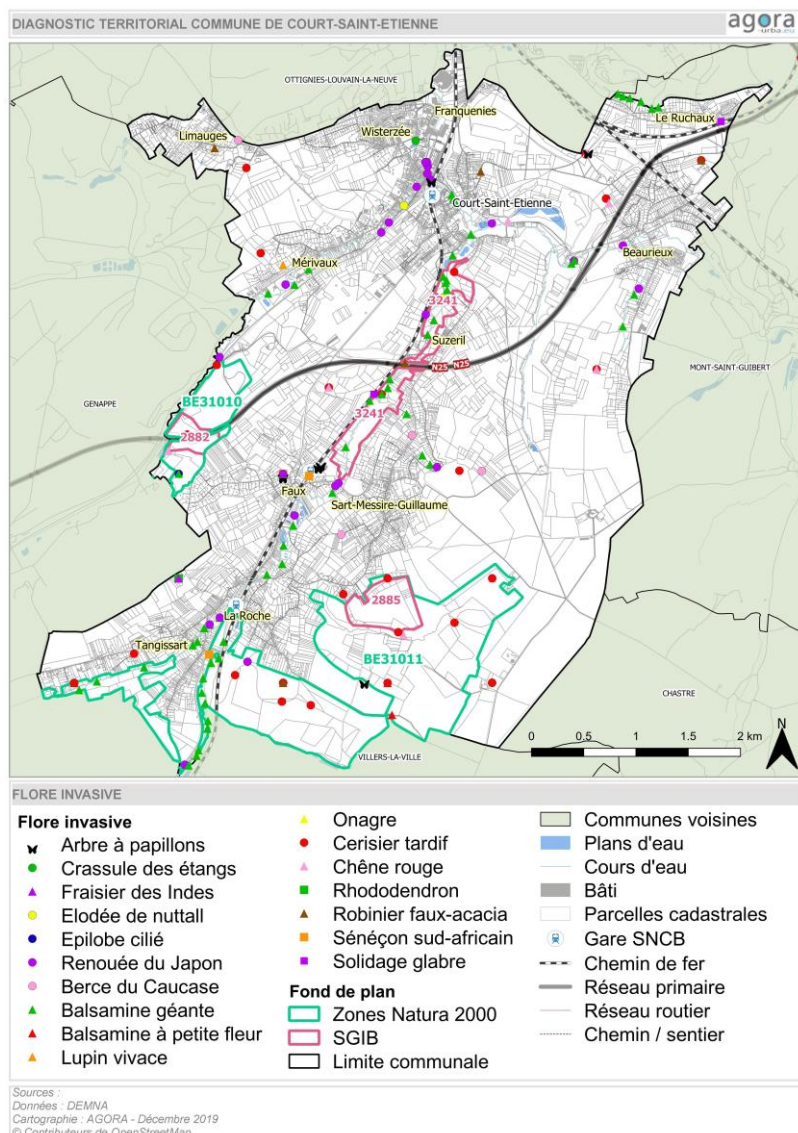 DIAGNOSTIC TERRITORIAL COMMUNE DE COURT-SAINT-ETIENNE
agora
-urba.eu
OTTIGNIES-LOUVAIN-LA-NEUVE
Franquenies
Le Ruchaux
Limauges
Wisterzée
Court-Saint-Etienne
Beaurieux
Mérivaux
3241
Suzeril
N25 N25
MONT-SAINT-GUIBERT
GENAPPE
BE31010
3241
2882
Faux
Sart-Messire-Guillaume
2885
La Roche
Tangissart
BE31011
CHASTRE
N
0 0.5 1 1.5 2 km
VILLERS-LA-VILLE
FLORE INVASIVE
Flore invasive
Arbre à papillons
Crassule des étangs
Fraisier des Indes
Elodée de nuttall
Epilobe cilié
Renouée du Japon
Berce du Caucase
Balsamine géante
Balsamine à petite fleur
Lupin vivace
Onagre
Cerisier tardif
Chêne rouge
Rhododendron
Robinier faux-acacia
Sénéçon sud-africain
Solidage glabre
Fond de plan
Zones Natura 2000
SGIB
Limite communale
Communes voisines
Plans d'eau
Cours d'eau
Bâti
Parcelles cadastrales
Gare SNCB
Chemin de fer
Réseau primaire
Réseau routier
Chemin / sentier
Sources :
Données : DEMNA
Cartographie : AGORA - Décembre 2019
© Contributeurs de OpenStreetMap